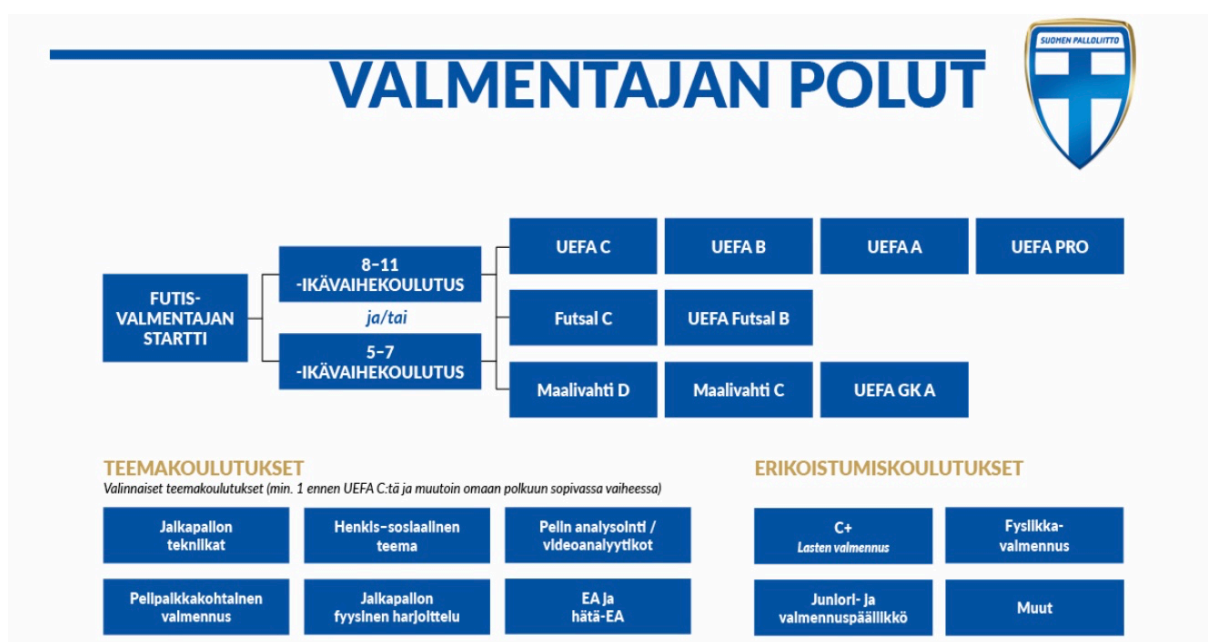 SUOMEN PALLOLIITTO
VALMENTAJAN POLUT
FUTIS-
VALMENTAJAN
STARTTI
8–11
-IKÄVAIHEKOULUTUS
ja/tai
5–7
-IKÄVAIHEKOULUTUS
UEFA C
UEFA B
UEFA A
UEFA PRO
Futsal C
UEFA Futsal B
Maalivahti D
Maalivahti C
UEFA GK A
TEEMAKOULUTUKSET
Valinnaiset teemakoulutukset (min. 1 ennen UEFA C:tä ja muutoin omaan polkuun sopivassa vaiheessa)
Jalkapallon
tekniikat
Henkis–sosiaalinen
teema
Pelin analysointi /
videoanalyytikot
Pelipaikkakohtainen
valmennus
Jalkapallon
fyysinen harjoittelu
EA ja
hätä-EA
ERIKOISTUMISKOULUTUKSET
C+
Lasten valmennus
Fysiikka-
valmennus
Juniori- ja
valmennuspäällikkö
Muut